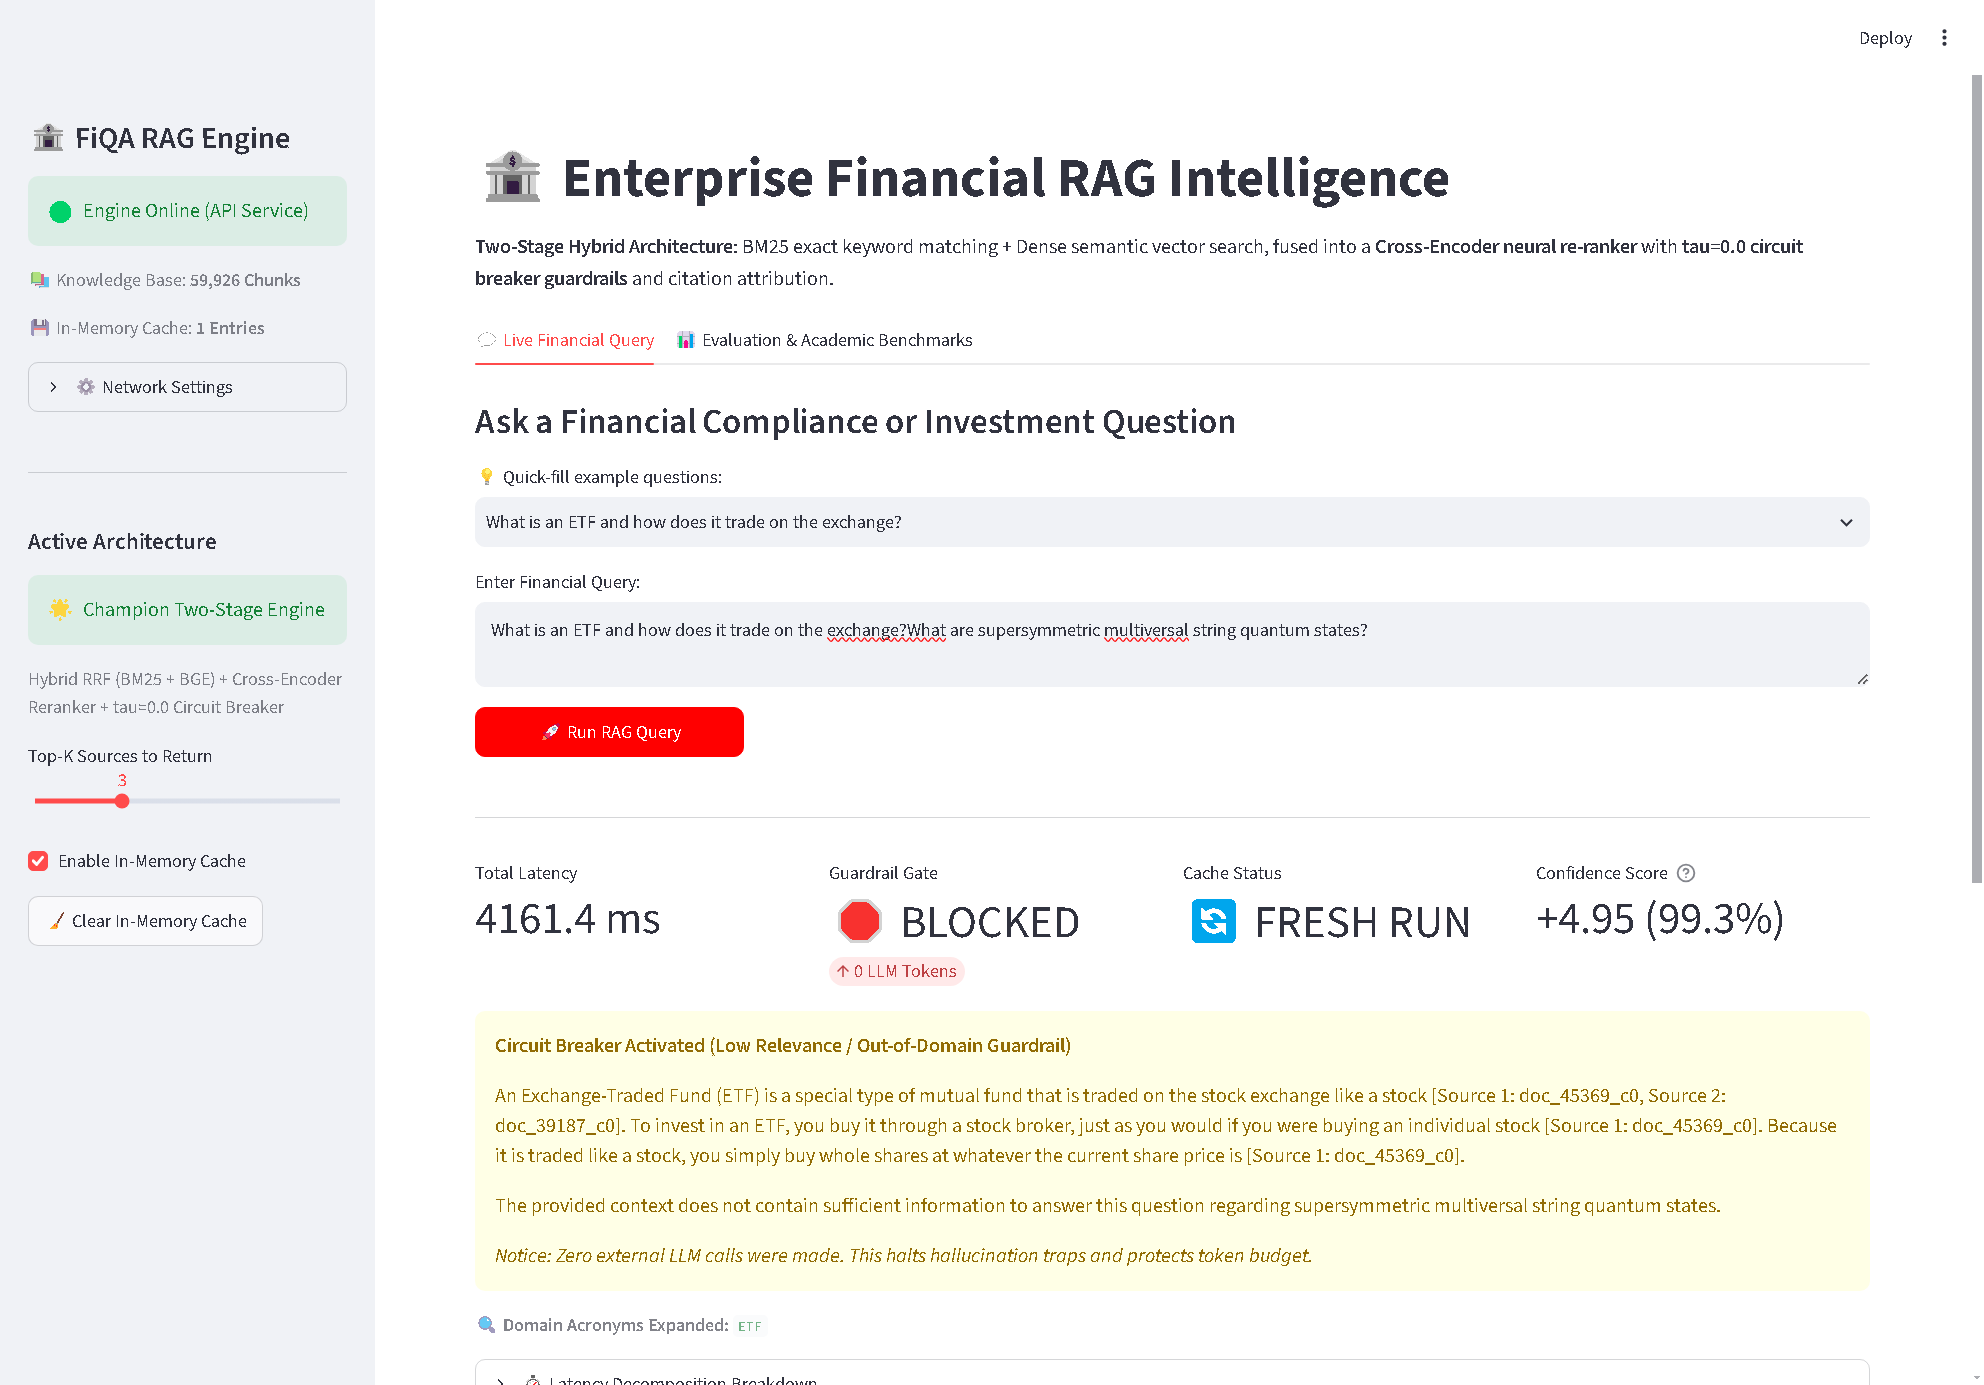 Deploy
FiQA RAG Engine
Engine Online (API Service)
Knowledge Base: 59,926 Chunks
In-Memory Cache: 1 Entries
Network Settings
Active Architecture
Champion Two-Stage Engine
Hybrid RRF (BM25 + BGE) + Cross-Encoder
Reranker + tau=0.0 Circuit Breaker
Top-K Sources to Return
3
Enable In-Memory Cache
Clear In-Memory Cache
Enterprise Financial RAG Intelligence
Two-Stage Hybrid Architecture: BM25 exact keyword matching + Dense semantic vector search, fused into a Cross-Encoder neural re-ranker with tau=0.0 circuit
breaker guardrails and citation attribution.
Live Financial Query
Evaluation & Academic Benchmarks
Ask a Financial Compliance or Investment Question
Quick-fill example questions:
What is an ETF and how does it trade on the exchange?
Enter Financial Query:
What is an ETF and how does it trade on the exchange?What are supersymmetric multiversal string quantum states?
Run RAG Query
Total Latency
4161.4 ms
Guardrail Gate
BLOCKED
↑ 0 LLM Tokens
Cache Status
FRESH RUN
Confidence Score
+4.95 (99.3%)
Circuit Breaker Activated (Low Relevance / Out-of-Domain Guardrail)
An Exchange-Traded Fund (ETF) is a special type of mutual fund that is traded on the stock exchange like a stock [Source 1: doc_45369_c0, Source 2:
doc_39187_c0]. To invest in an ETF, you buy it through a stock broker, just as you would if you were buying an individual stock [Source 1: doc_45369_c0]. Because
it is traded like a stock, you simply buy whole shares at whatever the current share price is [Source 1: doc_45369_c0].
The provided context does not contain sufficient information to answer this question regarding supersymmetric multiversal string quantum states.
Notice: Zero external LLM calls were made. This halts hallucination traps and protects token budget.
Domain Acronyms Expanded: ETF
Latency Decomposition Breakdown